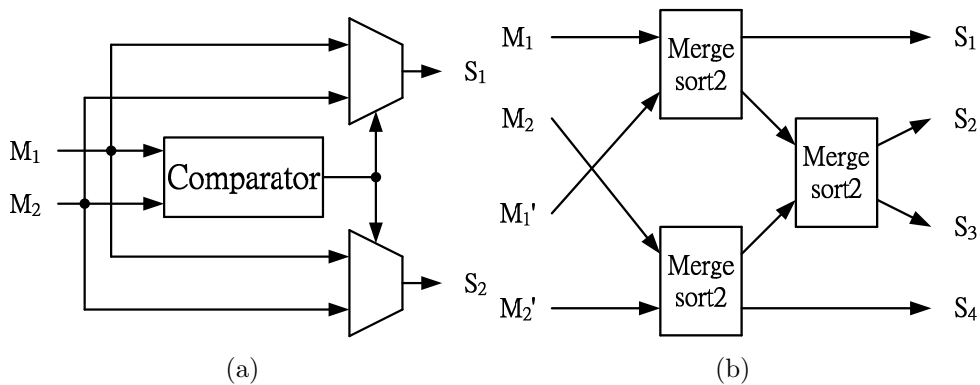 M1
M2
Comparator
S1
S2
(a)
M1
M2
M1'
M2'
Merge
sort2
Merge
sort2
Merge
sort2
S1
S2
S3
S4
(b)